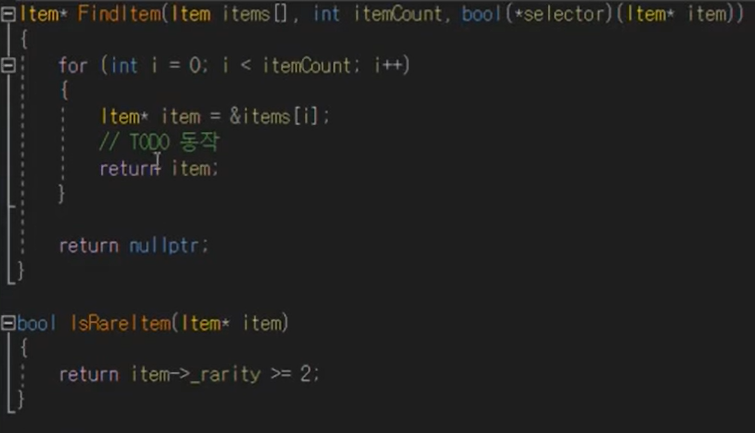 Item* FindItem(Item items[], int itemCount, bool(*selector)(Item* item))
{
for (int i = 0; i < itemCount; i++)
{
Item* item = &items[i];
// TODO 동작
return item;
}
return nullptr;
}
bool IsRareItem(Item* item)
{
return item->_rarity >= 2;
}